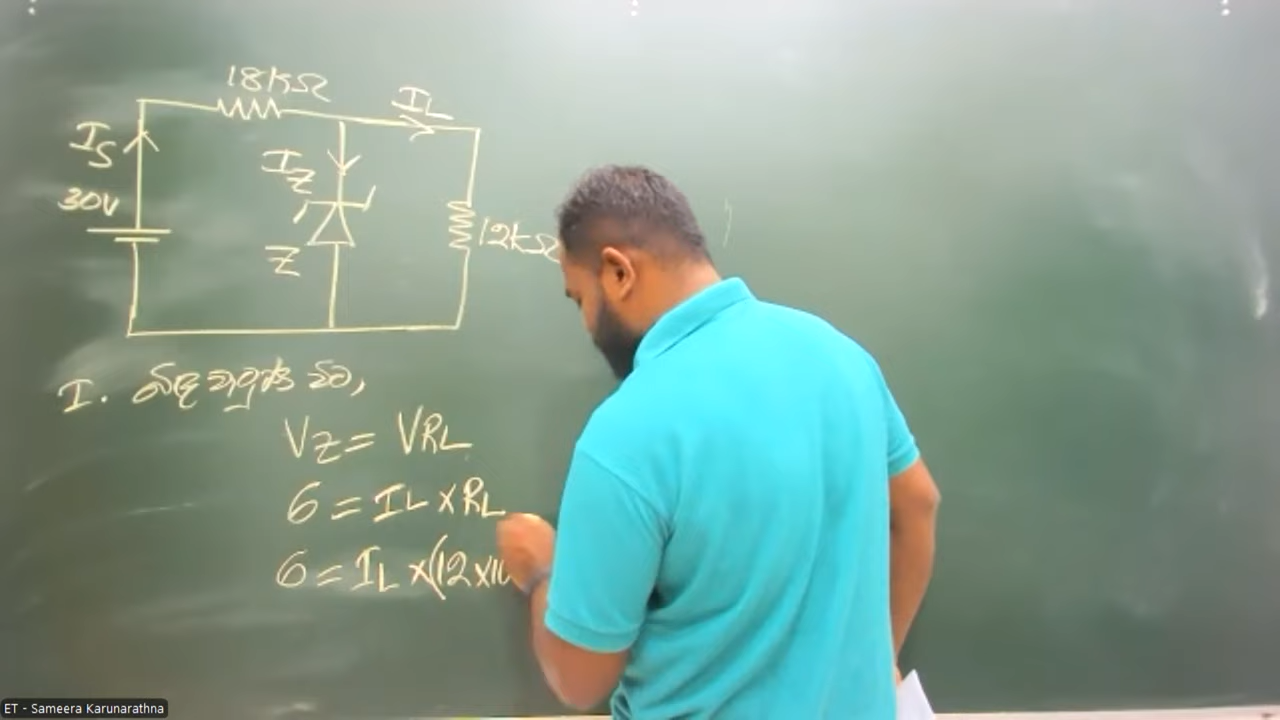 18KΩ
IL
IS
IZ
30V
12KΩ
Z
I.
VZ = VRL
6 = IL × RL
6 = IL ×(12 ×10
ET - Sameera Karunarathna